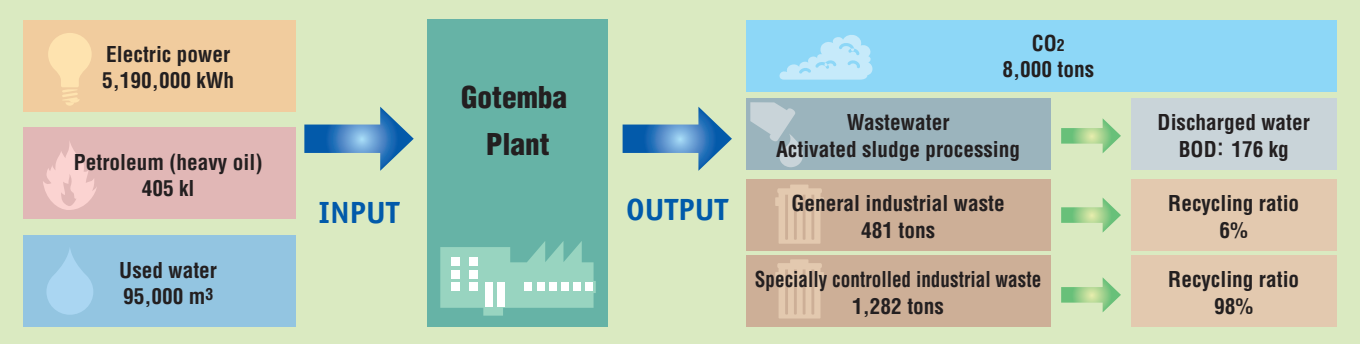 Electric power
5,190,000 kWh
Petroleum (heavy oil)
405 kl
Used water
95,000 m3
INPUT
Gotemba
Plant
OUTPUT
CO2
8,000 tons
Wastewater
Activated sludge processing
Discharged water
BOD: 176 kg
General industrial waste
481 tons
Recycling ratio
6%
Specially controlled industrial waste
1,282 tons
Recycling ratio
98%